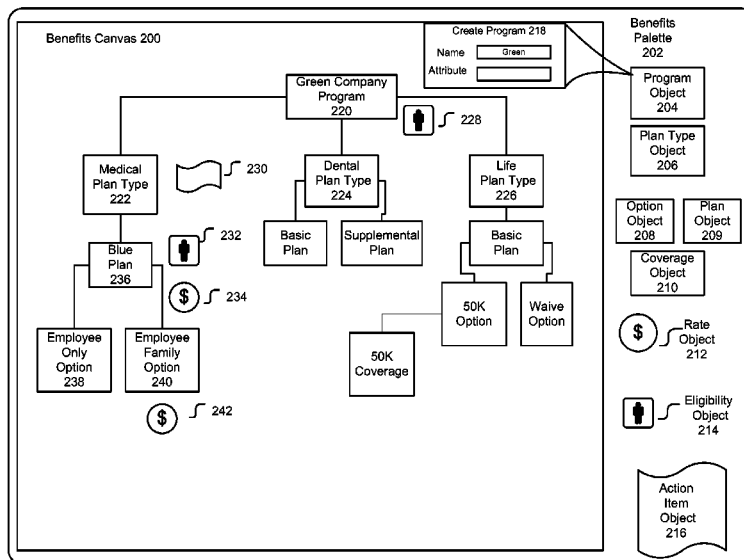 Benefits Canvas 200
Create Program 218
Name
Green
Attribute
Benefits
Palette
202
Program
Object
204
Plan Type
Object
206
Option
Object
208
Plan
Object
209
Coverage
Object
210
$
Rate
Object
212
Eligibility
Object
214
Action
Item
Object
216
Green Company
Program
220
228
Medical
Plan Type
222
230
Dental
Plan Type
224
Life
Plan Type
226
Blue
Plan
236
232
$
234
Basic
Plan
Supplemental
Plan
Basic
Plan
Employee
Only
Option
238
Employee
Family
Option
240
$
242
50K
Option
Waive
Option
50K
Coverage